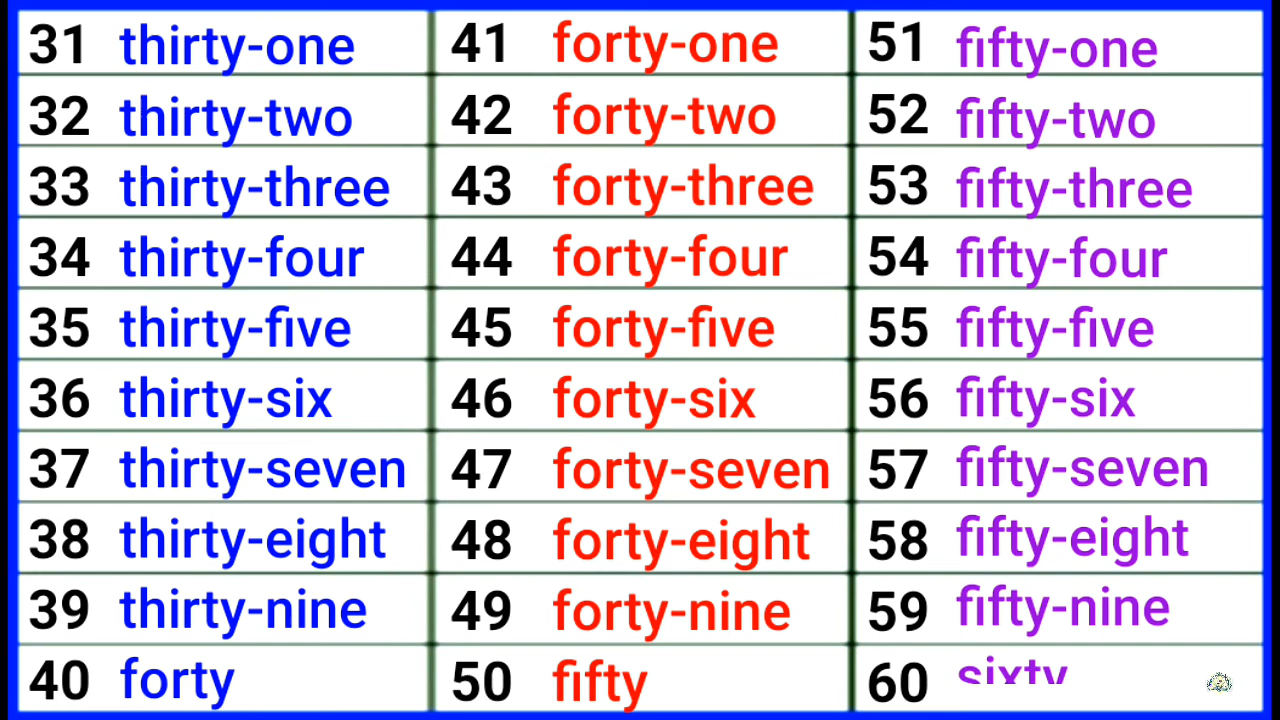 31 thirty-one 41 forty-one 51 fifty-one
32 thirty-two 42 forty-two 52 fifty-two
33 thirty-three 43 forty-three 53 fifty-three
34 thirty-four 44 forty-four 54 fifty-four
35 thirty-five 45 forty-five 55 fifty-five
36 thirty-six 46 forty-six 56 fifty-six
37 thirty-seven 47 forty-seven 57 fifty-seven
38 thirty-eight 48 forty-eight 58 fifty-eight
39 thirty-nine 49 forty-nine 59 fifty-nine
40 forty 50 fifty 60 sixty